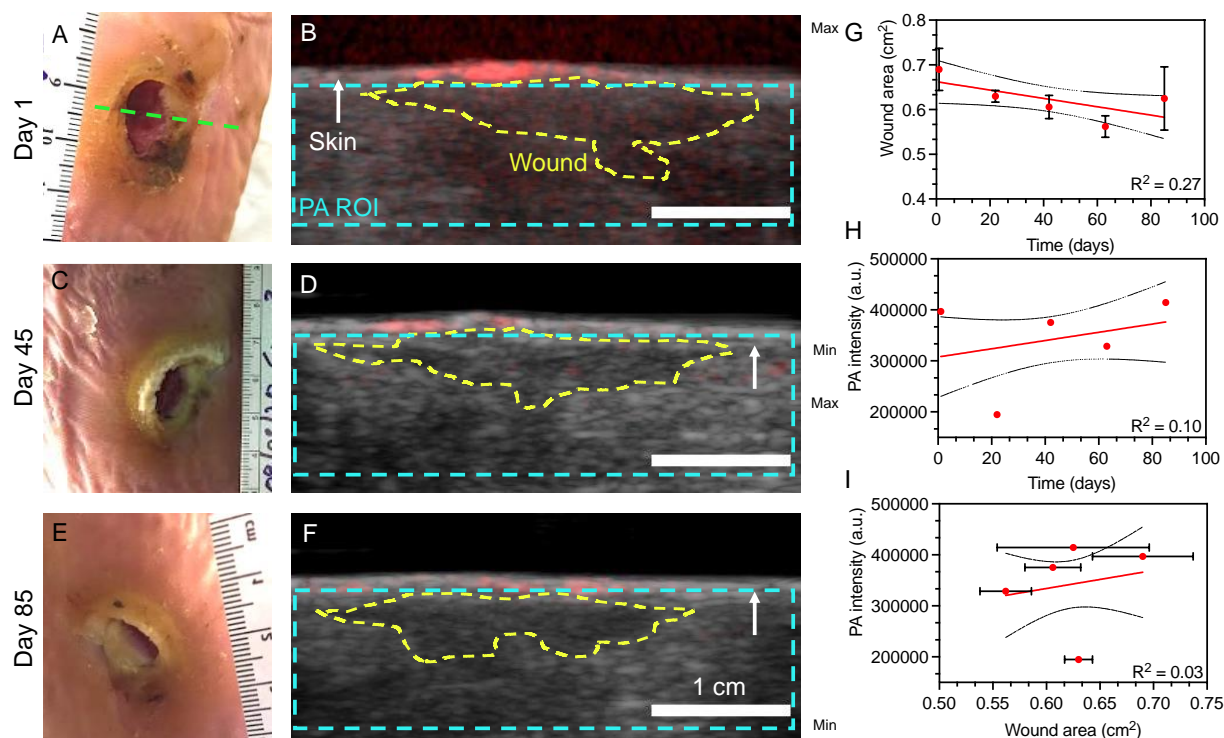 A
Day 1
B
Skin
Wound
PA ROI
Max
Min
C
Day 45
D
Max
Min
E
cm
Day 85
F
1 cm
G
Wound area (cm²)
0.8
0.7
0.6
0.5
0.4
0 20 40 60 80 100
R² = 0.27
Time (days)
H
PA intensity (a.u.)
500000
400000
300000
200000
0 20 40 60 80 100
R² = 0.10
Time (days)
I
PA intensity (a.u.)
500000
400000
300000
200000
0.50 0.55 0.60 0.65 0.70 0.75
R² = 0.03
Wound area (cm²)